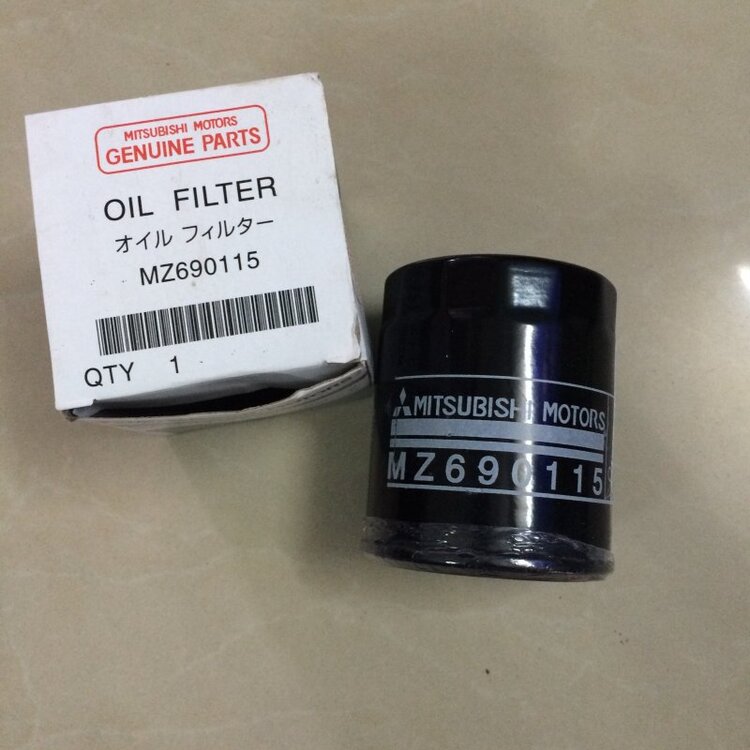 MITSUBISHI MOTORS
GENUINE PARTS
OIL FILTER
オイル フィルター
MZ690115
QTY 1
MITSUBISHI MOTORS
MZ690115